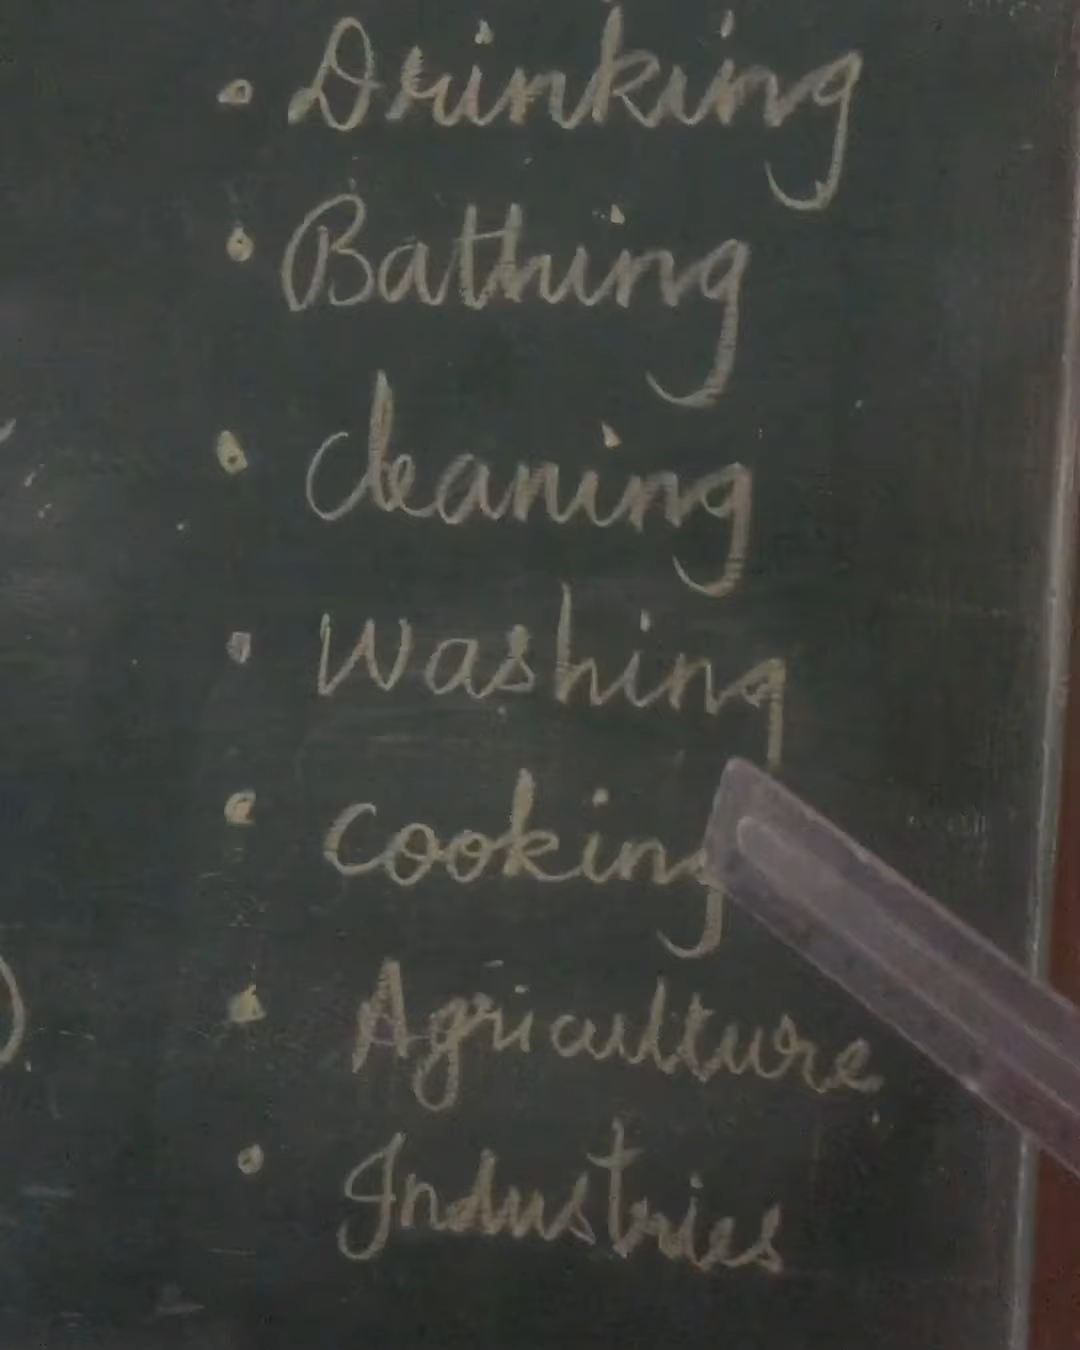 • Drinking
• Bathing
• Cleaning
• Washing
• Cooking
• Agriculture
• Industries